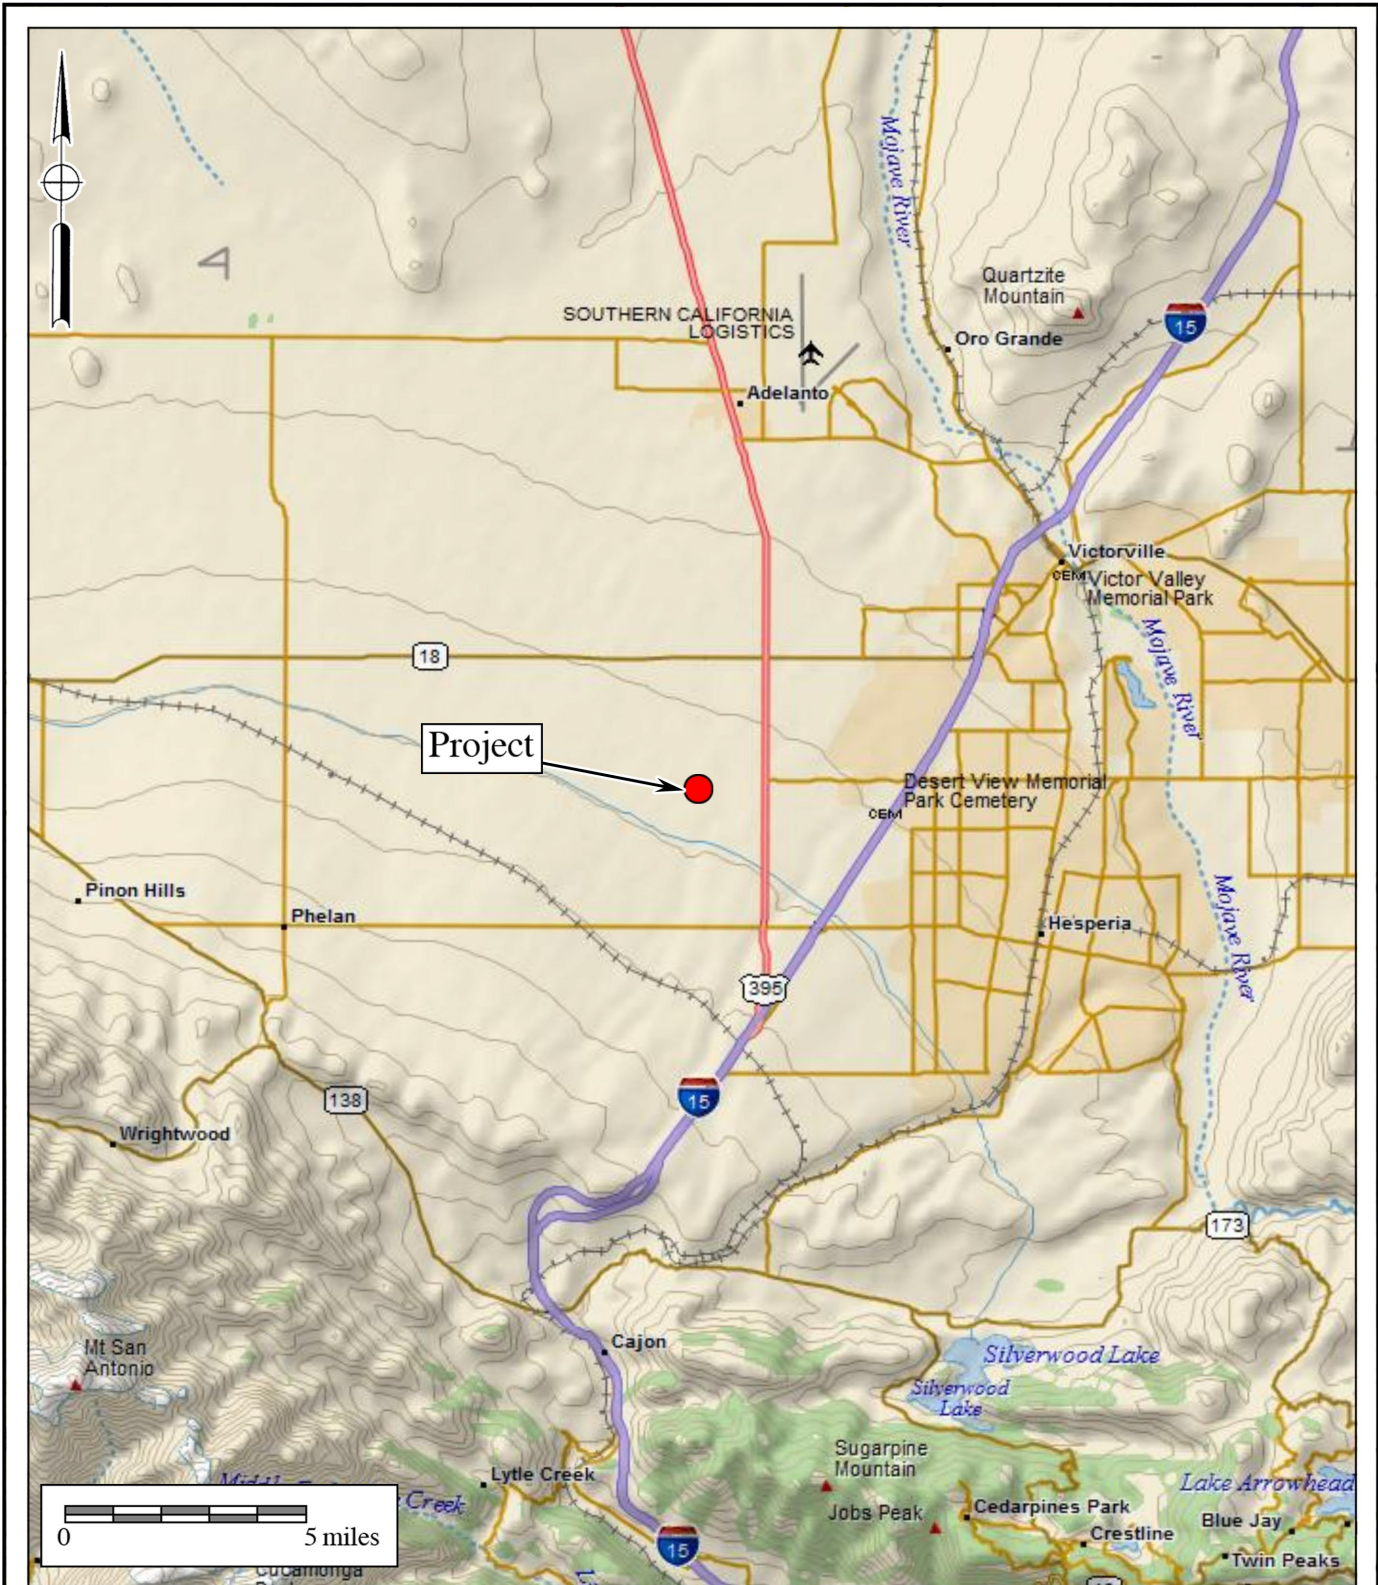 Mojave River
4
Quartzite
Mountain
SOUTHERN CALIFORNIA
LOGISTICS
15
Oro Grande
Adelanto
Victorville
CEM
Victor Valley
Memorial Park
Mojave River
18
Project
Desert View Memorial
Park Cemetery
CEM
Pinon Hills
Phelan
Hesperia
Mojave River
395
15
138
Wrightwood
173
Mt San
Antonio
Cajon
Silverwood Lake
Silverwood
Lake
Sugarpine
Mountain
Lytle Creek
Creek
Lake Arrowhead
Jobs Peak
Cedarpines Park
Crestline
Blue Jay
Twin Peaks
15
0
5 miles
Cucamonga